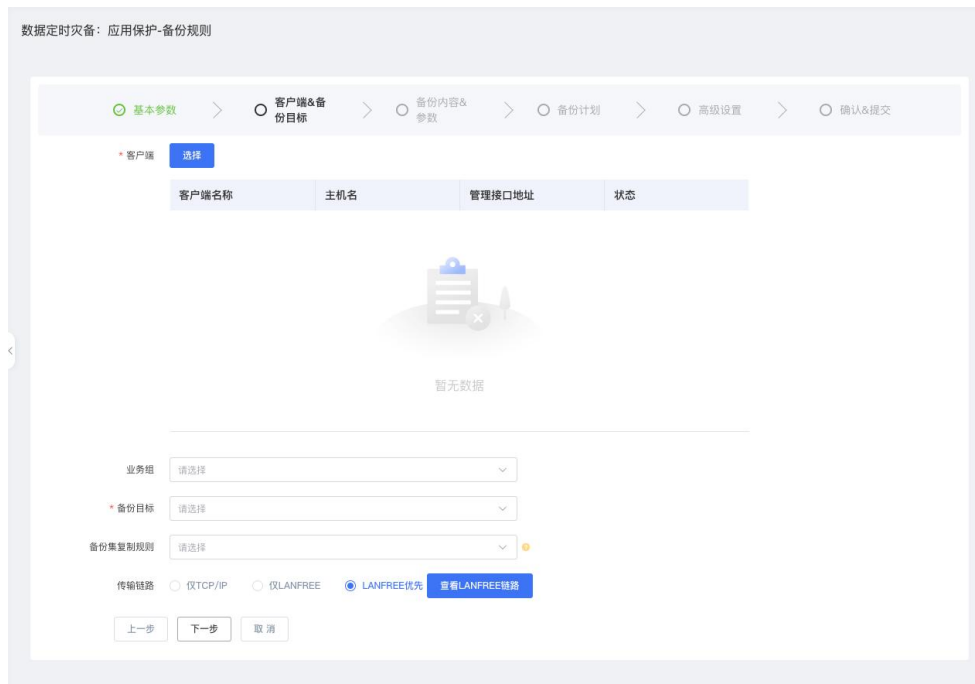 数据定时灾备：应用保护-备份规则
基本参数
客户端&备
份目标
备份内容&
参数
备份计划
高级设置
确认&提交
* 客户端 选择
客户端名称 主机名 管理接口地址 状态
暂无数据
业务组 请选择
* 备份目标 请选择
备份集复制规则 请选择
传输链路 仅TCP/IP 仅LANFREE LANFREE优先 查看LANFREE链路
上一步 下一步 取消